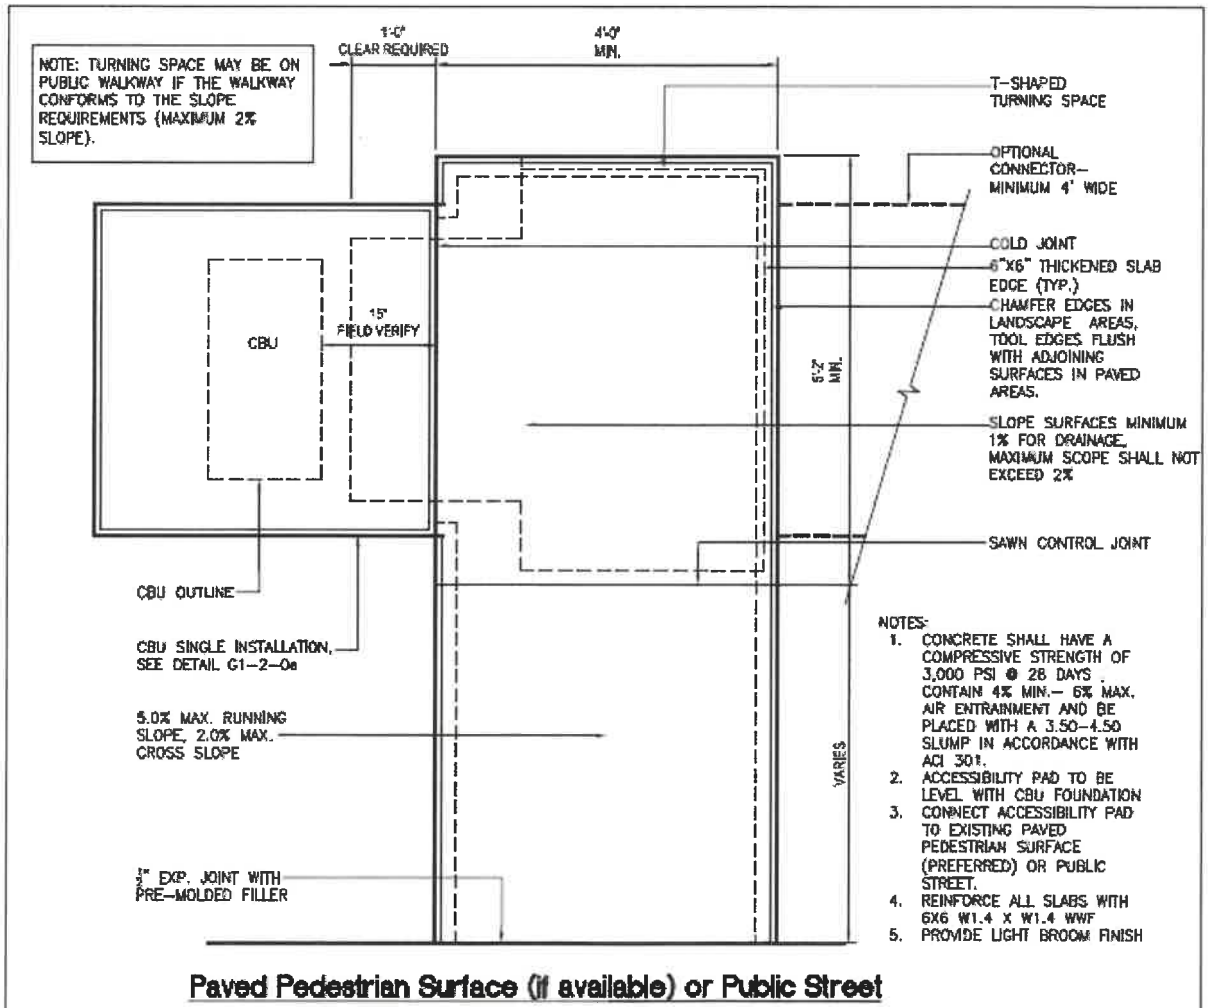 1'-0"
CLEAR REQUIRED
4'-0"
MIN.
NOTE: TURNING SPACE MAY BE ON
PUBLIC WALKWAY IF THE WALKWAY
CONFORMS TO THE SLOPE
REQUIREMENTS (MAXIMUM 2%
SLOPE).
T-SHAPED
TURNING SPACE
OPTIONAL
CONNECTOR-
MINIMUM 4' WIDE
COLD JOINT
6"X6" THICKENED SLAB
EDGE (TYP.)
CHAMFER EDGES IN
LANDSCAPE AREAS,
TOOL EDGES FLUSH
WITH ADJOINING
SURFACES IN PAVED
AREAS.
15"
FIELD VERIFY
CBU
MIN.
SLOPE SURFACES MINIMUM
1% FOR DRAINAGE,
MAXIMUM SCOPE SHALL NOT
EXCEED 2%
SAWN CONTROL JOINT
CBU OUTLINE
CBU SINGLE INSTALLATION,
SEE DETAIL G1-2-0e
5.0% MAX. RUNNING
SLOPE, 2.0% MAX.
CROSS SLOPE
VARIES
NOTES:
1. CONCRETE SHALL HAVE A
COMPRESSIVE STRENGTH OF
3,000 PSI @ 28 DAYS
CONTAIN 4% MIN.- 6% MAX.
AIR ENTRAINMENT AND BE
PLACED WITH A 3.50-4.50
SLUMP IN ACCORDANCE WITH
ACI 301.
2. ACCESSIBILITY PAD TO BE
LEVEL WITH CBU FOUNDATION
3. CONNECT ACCESSIBILITY PAD
TO EXISTING PAVED
PEDESTRIAN SURFACE
(PREFERRED) OR PUBLIC
STREET.
4. REINFORCE ALL SLABS WITH
6X6 W1.4 X W1.4 WWF
5. PROVIDE LIGHT BROOM FINISH
EXP. JOINT WITH
PRE-MOLDED FILLER
Paved Pedestrian Surface (if available) or Public Street